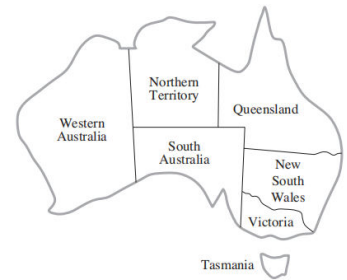 Northern
Territory
Queensland
Western
Australia
South
Australia
New
South
Wales
Victoria
Tasmania